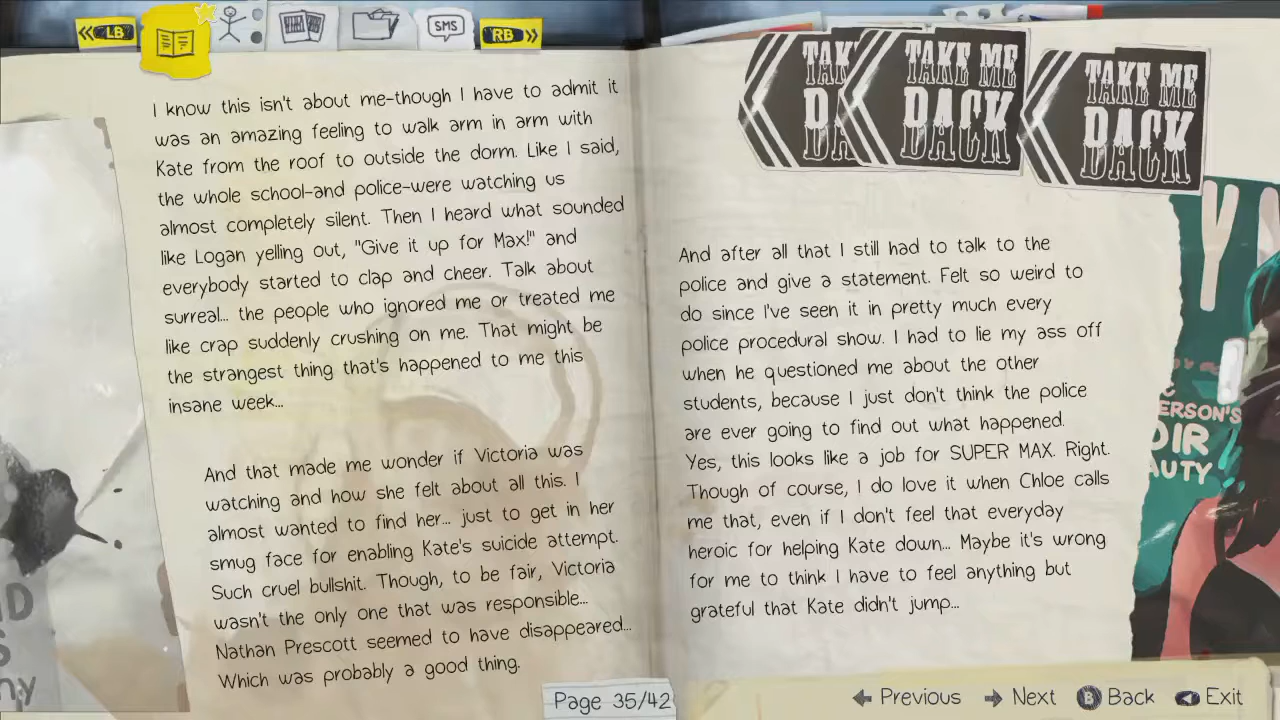 LB
SMS
RB
I know this isn't about me-though I have to admit it
was an amazing feeling to walk arm in arm with
Kate from the roof to outside the dorm. Like I said,
the whole school-and police-were watching us
almost completely silent. Then I heard what sounded
like Logan yelling out, "Give it up for Max!" and
everybody started to clap and cheer. Talk about
surreal... the people who ignored me or treated me
like crap suddenly crushing on me. That might be
the strangest thing that's happened to me this
insane week...
And that made me wonder if Victoria was
watching and how she felt about all this. I
almost wanted to find her... just to get in her
smug face for enabling Kate's suicide attempt.
Such cruel bullshit. Though, to be fair, Victoria
wasn't the only one that was responsible...
Nathan Prescott seemed to have disappeared...
Which was probably a good thing.
TAKE ME
DACK
TAKE ME
DACK
And after all that I still had to talk to the
police and give a statement. Felt so weird to
do since I've seen it in pretty much every
police procedural show. I had to lie my ass off
when he questioned me about the other
students, because I just don't think the police
are ever going to find out what happened.
Yes, this looks like a job for SUPER MAX. Right.
Though of course, I do love it when Chloe calls
me that, even if I don't feel that everyday
heroic for helping Kate down... Maybe it's wrong
for me to think I have to feel anything but
grateful that Kate didn't jump...
ERSON'S
Page 35/42
Previous
Next
B Back
Exit